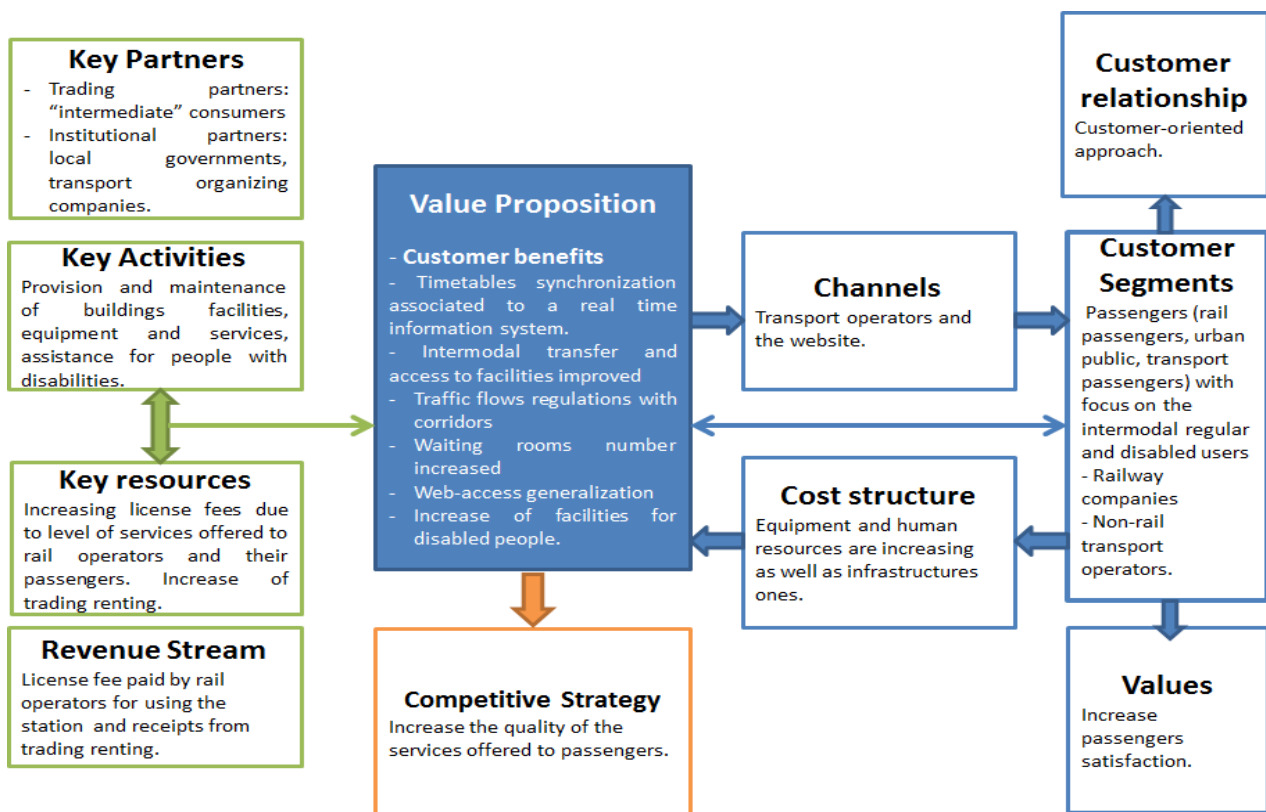 Key Partners
- Trading partners:
"intermediate" consumers
- Institutional partners:
local governments,
transport organizing
companies.
Key Activities
Provision and maintenance
of buildings facilities,
equipment and services,
assistance for people with
disabilities.
Key resources
Increasing license fees due
to level of services offered to
rail operators and their
passengers. Increase of
trading renting.
Revenue Stream
License fee paid by rail
operators for using the
station and receipts from
trading renting.
Value Proposition
- Customer benefits
- Timetables synchronization
associated to a real time
information system.
- Intermodal transfer and
access to facilities improved
- Traffic flows regulations with
corridors
- Waiting rooms number
increased
- Web-access generalization
- Increase of facilities for
disabled people.
Competitive Strategy
Increase the quality of the
services offered to passengers.
Channels
Transport operators and
the website.
Cost structure
Equipment and human
resources are increasing
as well as infrastructures
ones.
Customer
relationship
Customer-oriented
approach.
Customer
Segments
Passengers (rail
passengers, urban
public, transport
passengers) with
focus on the
intermodal regular
and disabled users
- Railway
companies
- Non-rail
transport
operators.
Values
Increase
passengers
satisfaction.